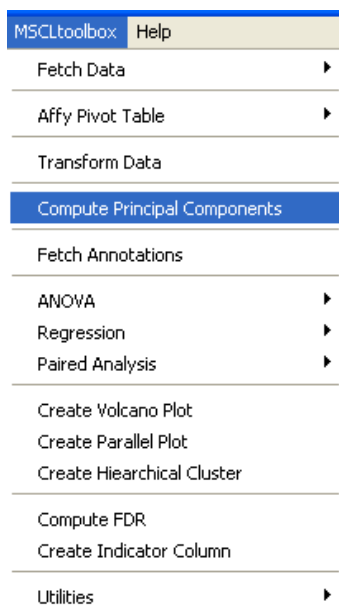 MSCLtoolbox Help
Fetch Data
Affy Pivot Table
Transform Data
Compute Principal Components
Fetch Annotations
ANOVA
Regression
Paired Analysis
Create Volcano Plot
Create Parallel Plot
Create Hiearchical Cluster
Compute FDR
Create Indicator Column
Utilities